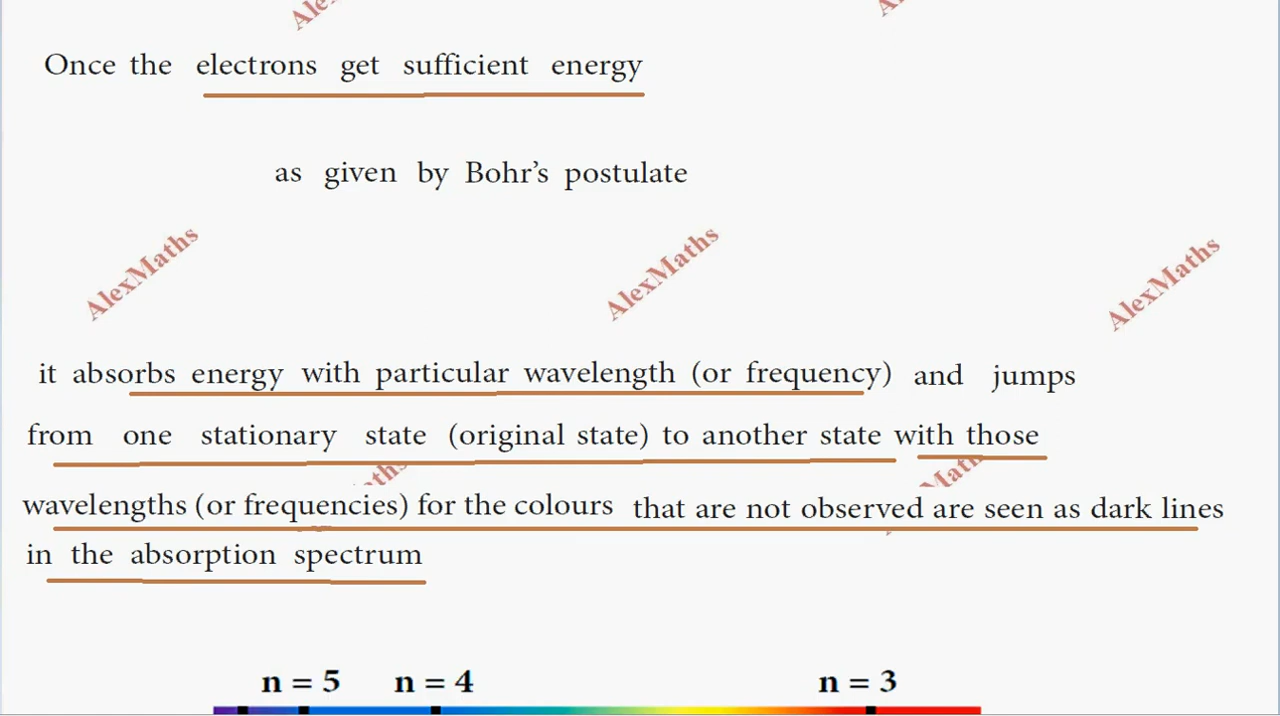 Once the electrons get sufficient energy
as given by Bohr's postulate
AlexMaths AlexMaths AlexMaths
it absorbs energy with particular wavelength (or frequency) and jumps
from one stationary state (original state) to another state with those
wavelengths (or frequencies) for the colours that are not observed are seen as dark lines
in the absorption spectrum
n = 5 n = 4 n = 3